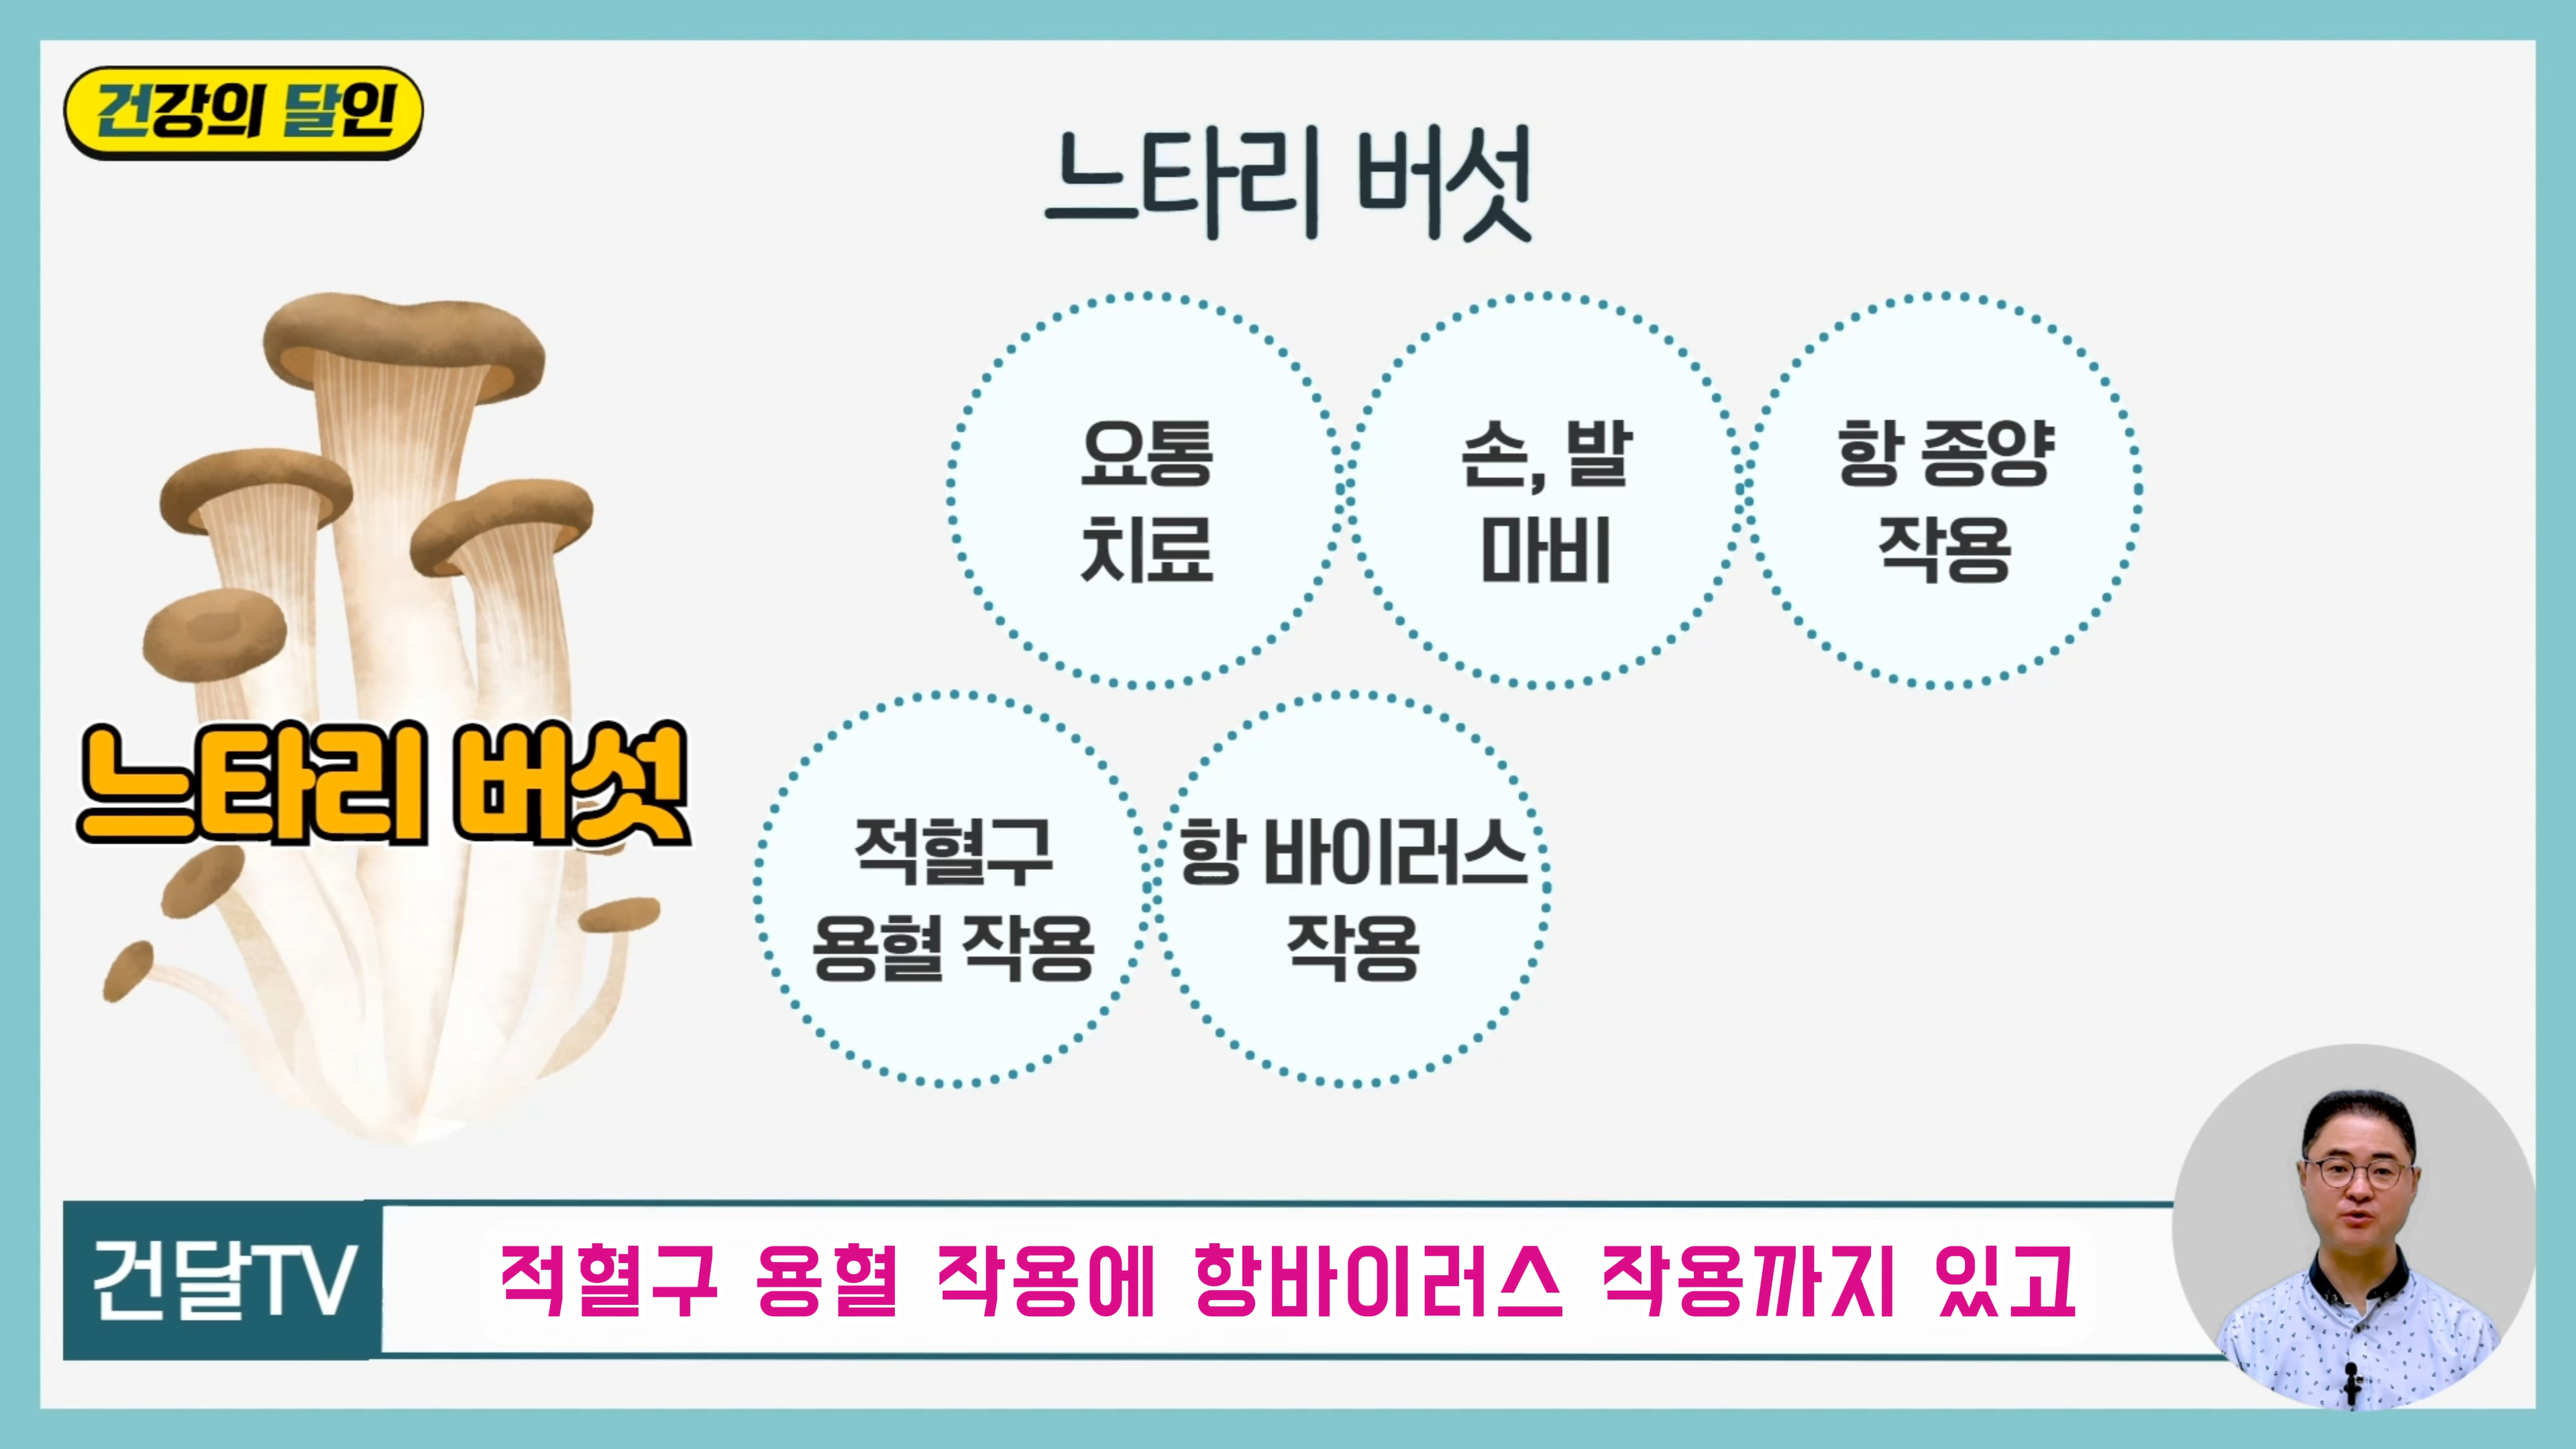 건강의 달인
느타리 버섯
요통
치료
손, 발
마비
항 종양
작용
느타리 버섯
적혈구
용혈 작용
항 바이러스
작용
건달TV
적혈구 용혈 작용에 항바이러스 작용까지 있고